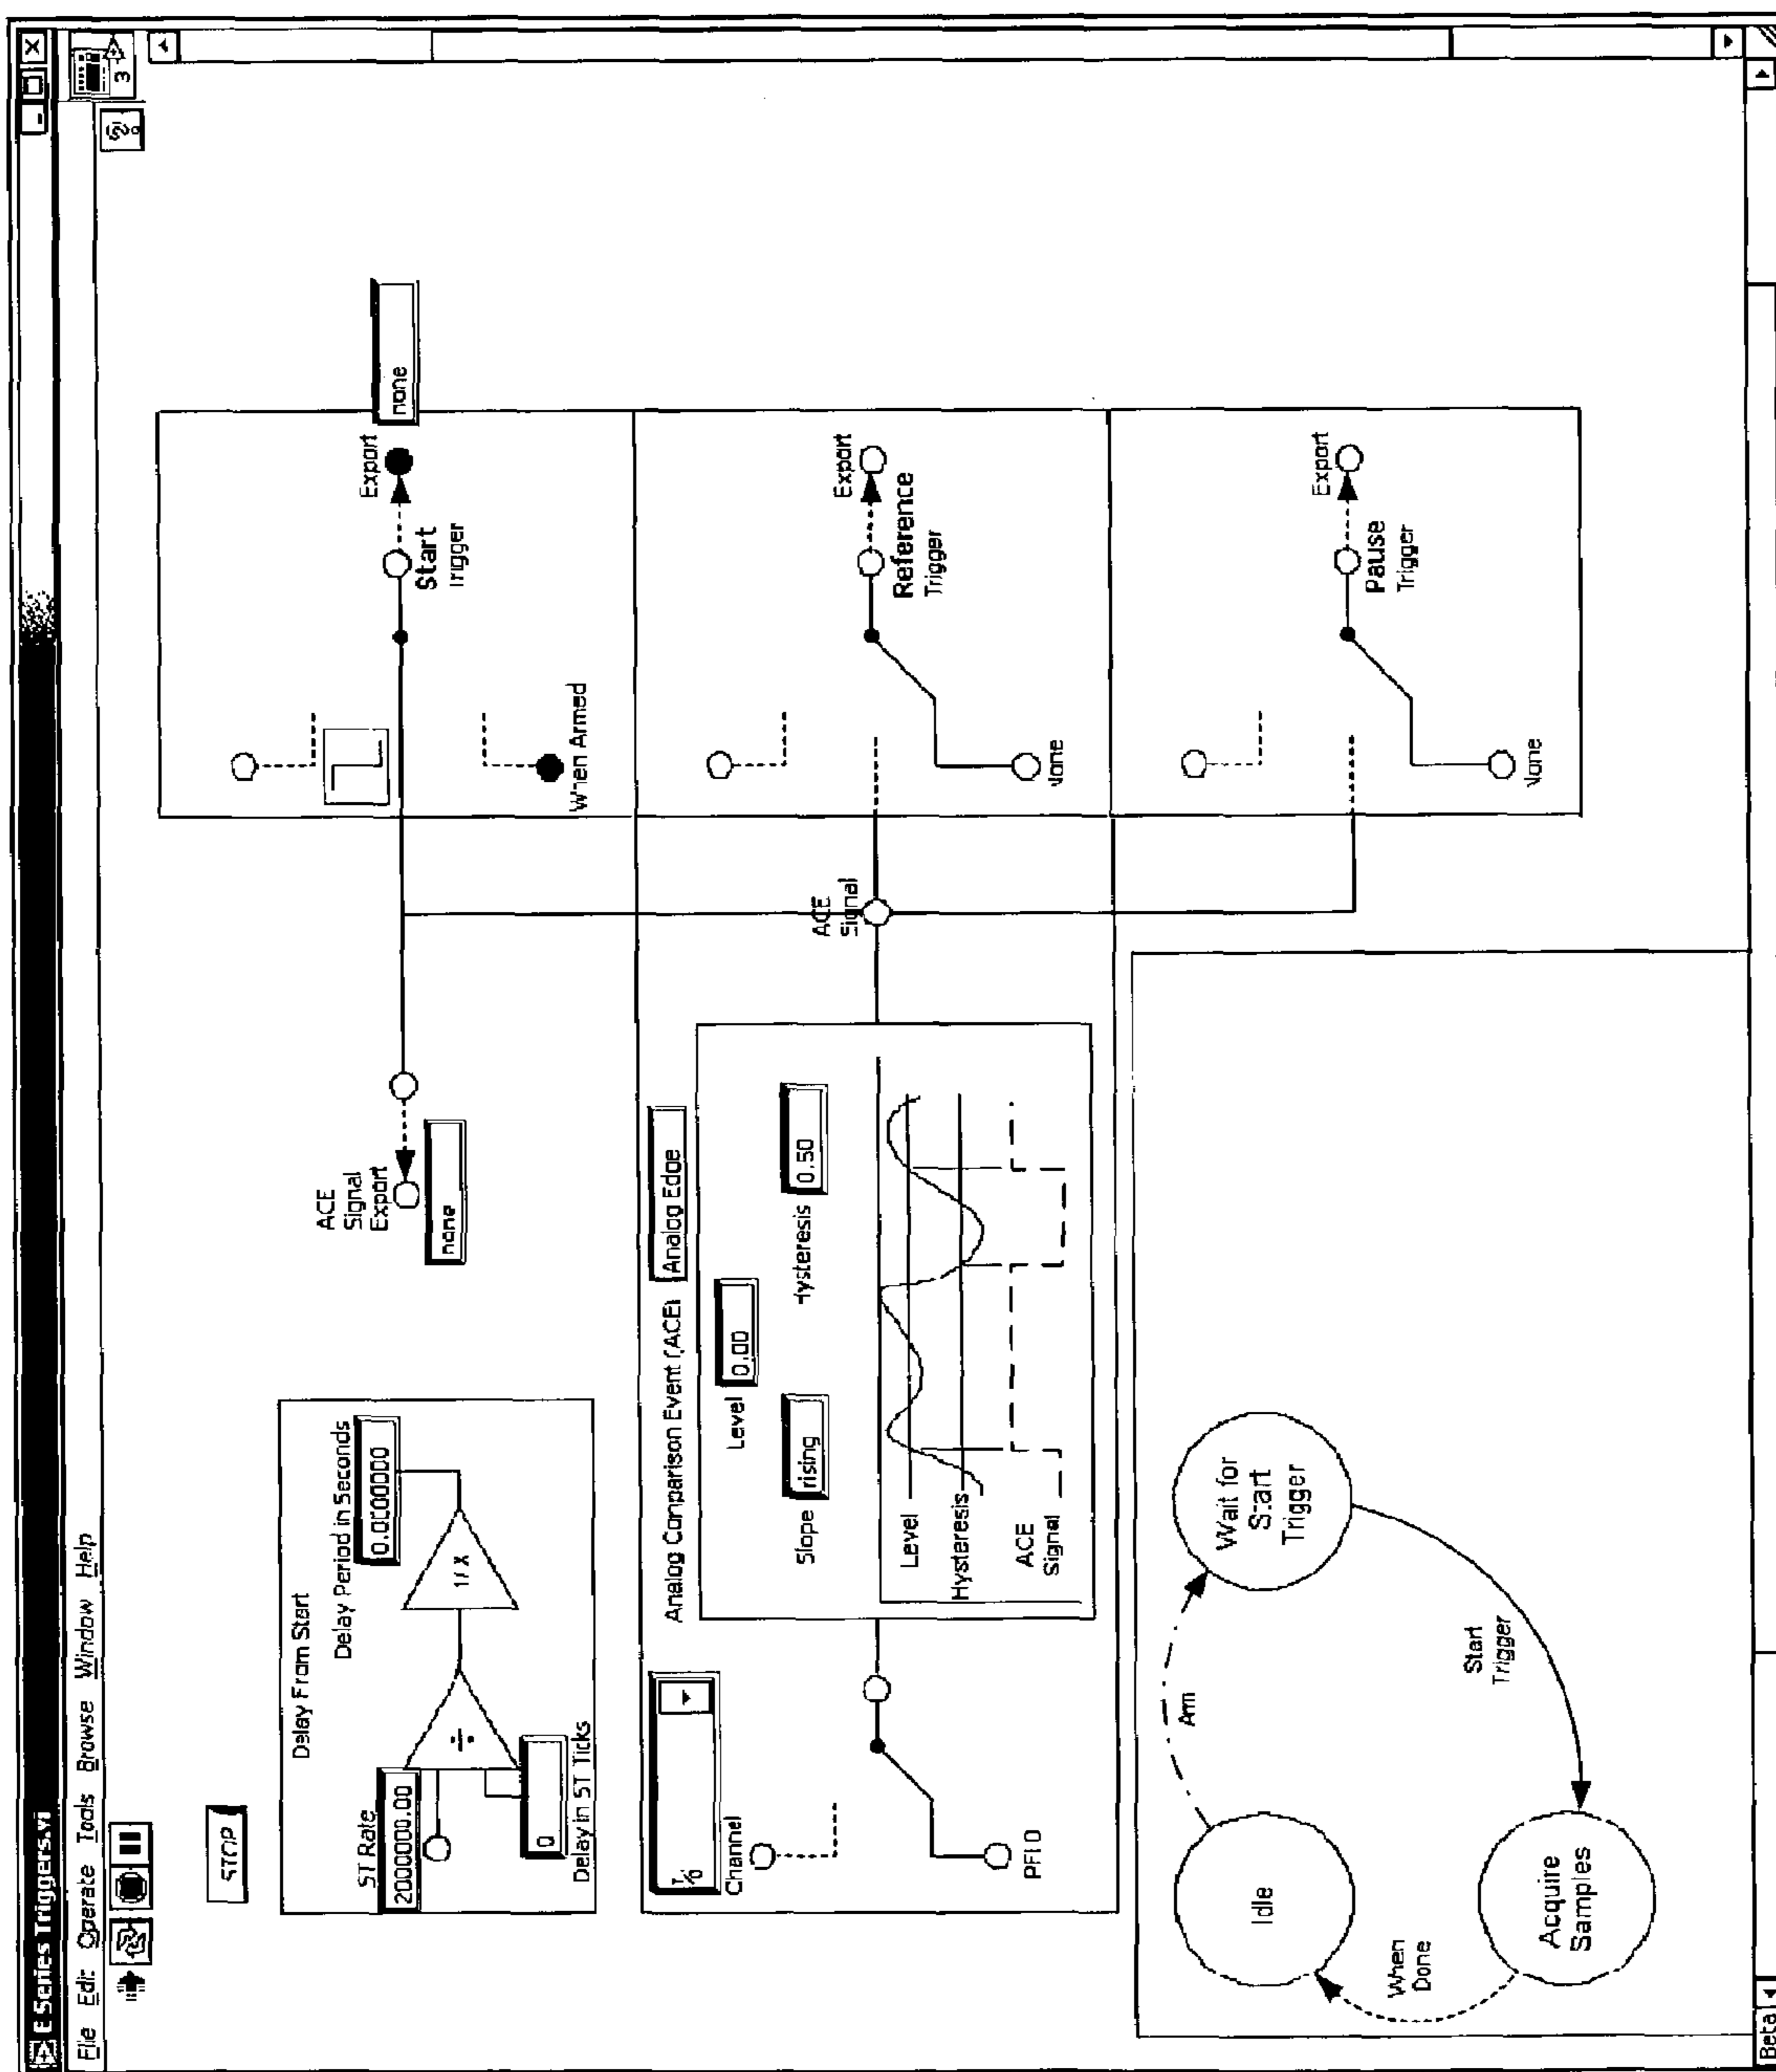 E Series Triggers.vi
File Edit Operate Tools Browse Window Help
3
STOP
Delay From Start
Delay Period in Seconds
0.0000000
ST Rate
20000000.00
÷
1/X
0
Delay in ST Ticks
ACE
Signal
Export
none
Export
none
Start
Trigger
When Armed
Analog Comparison Event (ACE)
Analog Edge
I/O
Channel
PFI 0
Level
0.00
Slope
rising
Hysteresis
0.50
Level
Hysteresis
ACE
Signal
ACE
Signal
Export
Reference
Trigger
None
Export
Pause
Trigger
None
Idle
Arm
Wait for
Start
Trigger
Start
Trigger
Acquire
Samples
When
Done
Beta